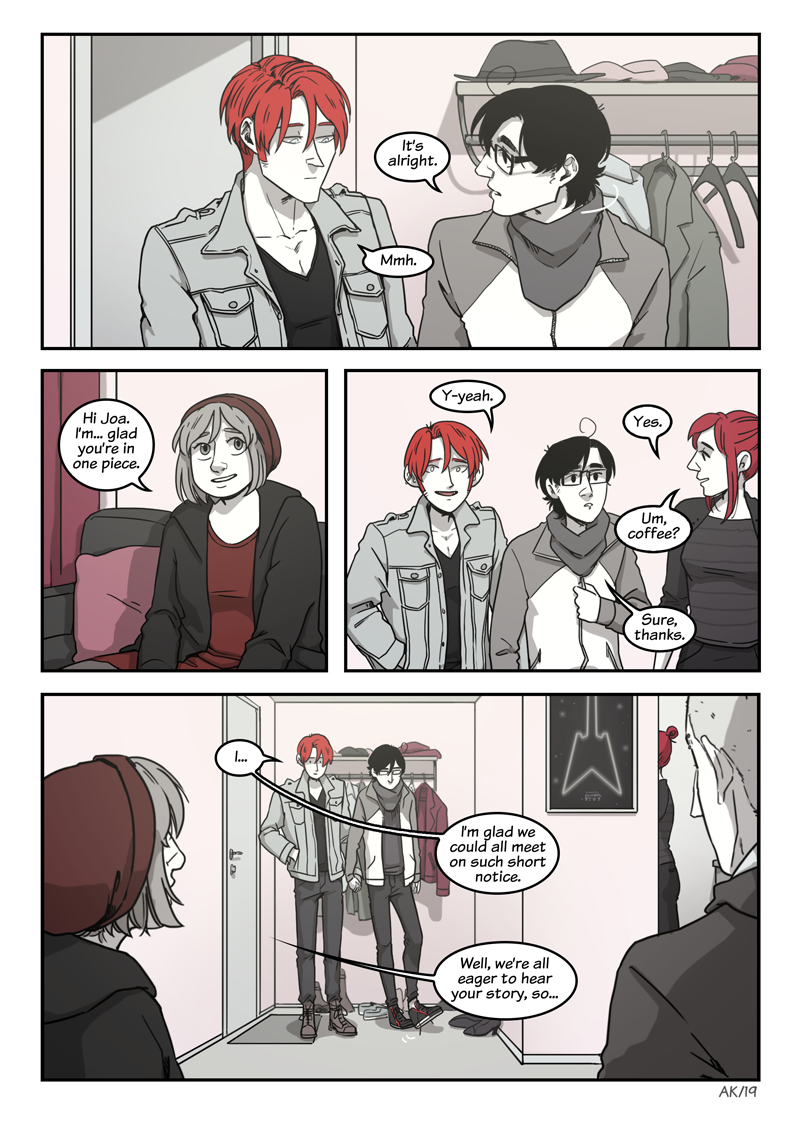 It's
alright.
Mmh.
Hi Joa.
I'm... glad
you're in
one piece.
Y-yeah.
Yes.
Um,
coffee?
Sure,
thanks.
I...
I'm glad we
could all meet
on such short
notice.
Well, we're all
eager to hear
your story, so...
AK/19